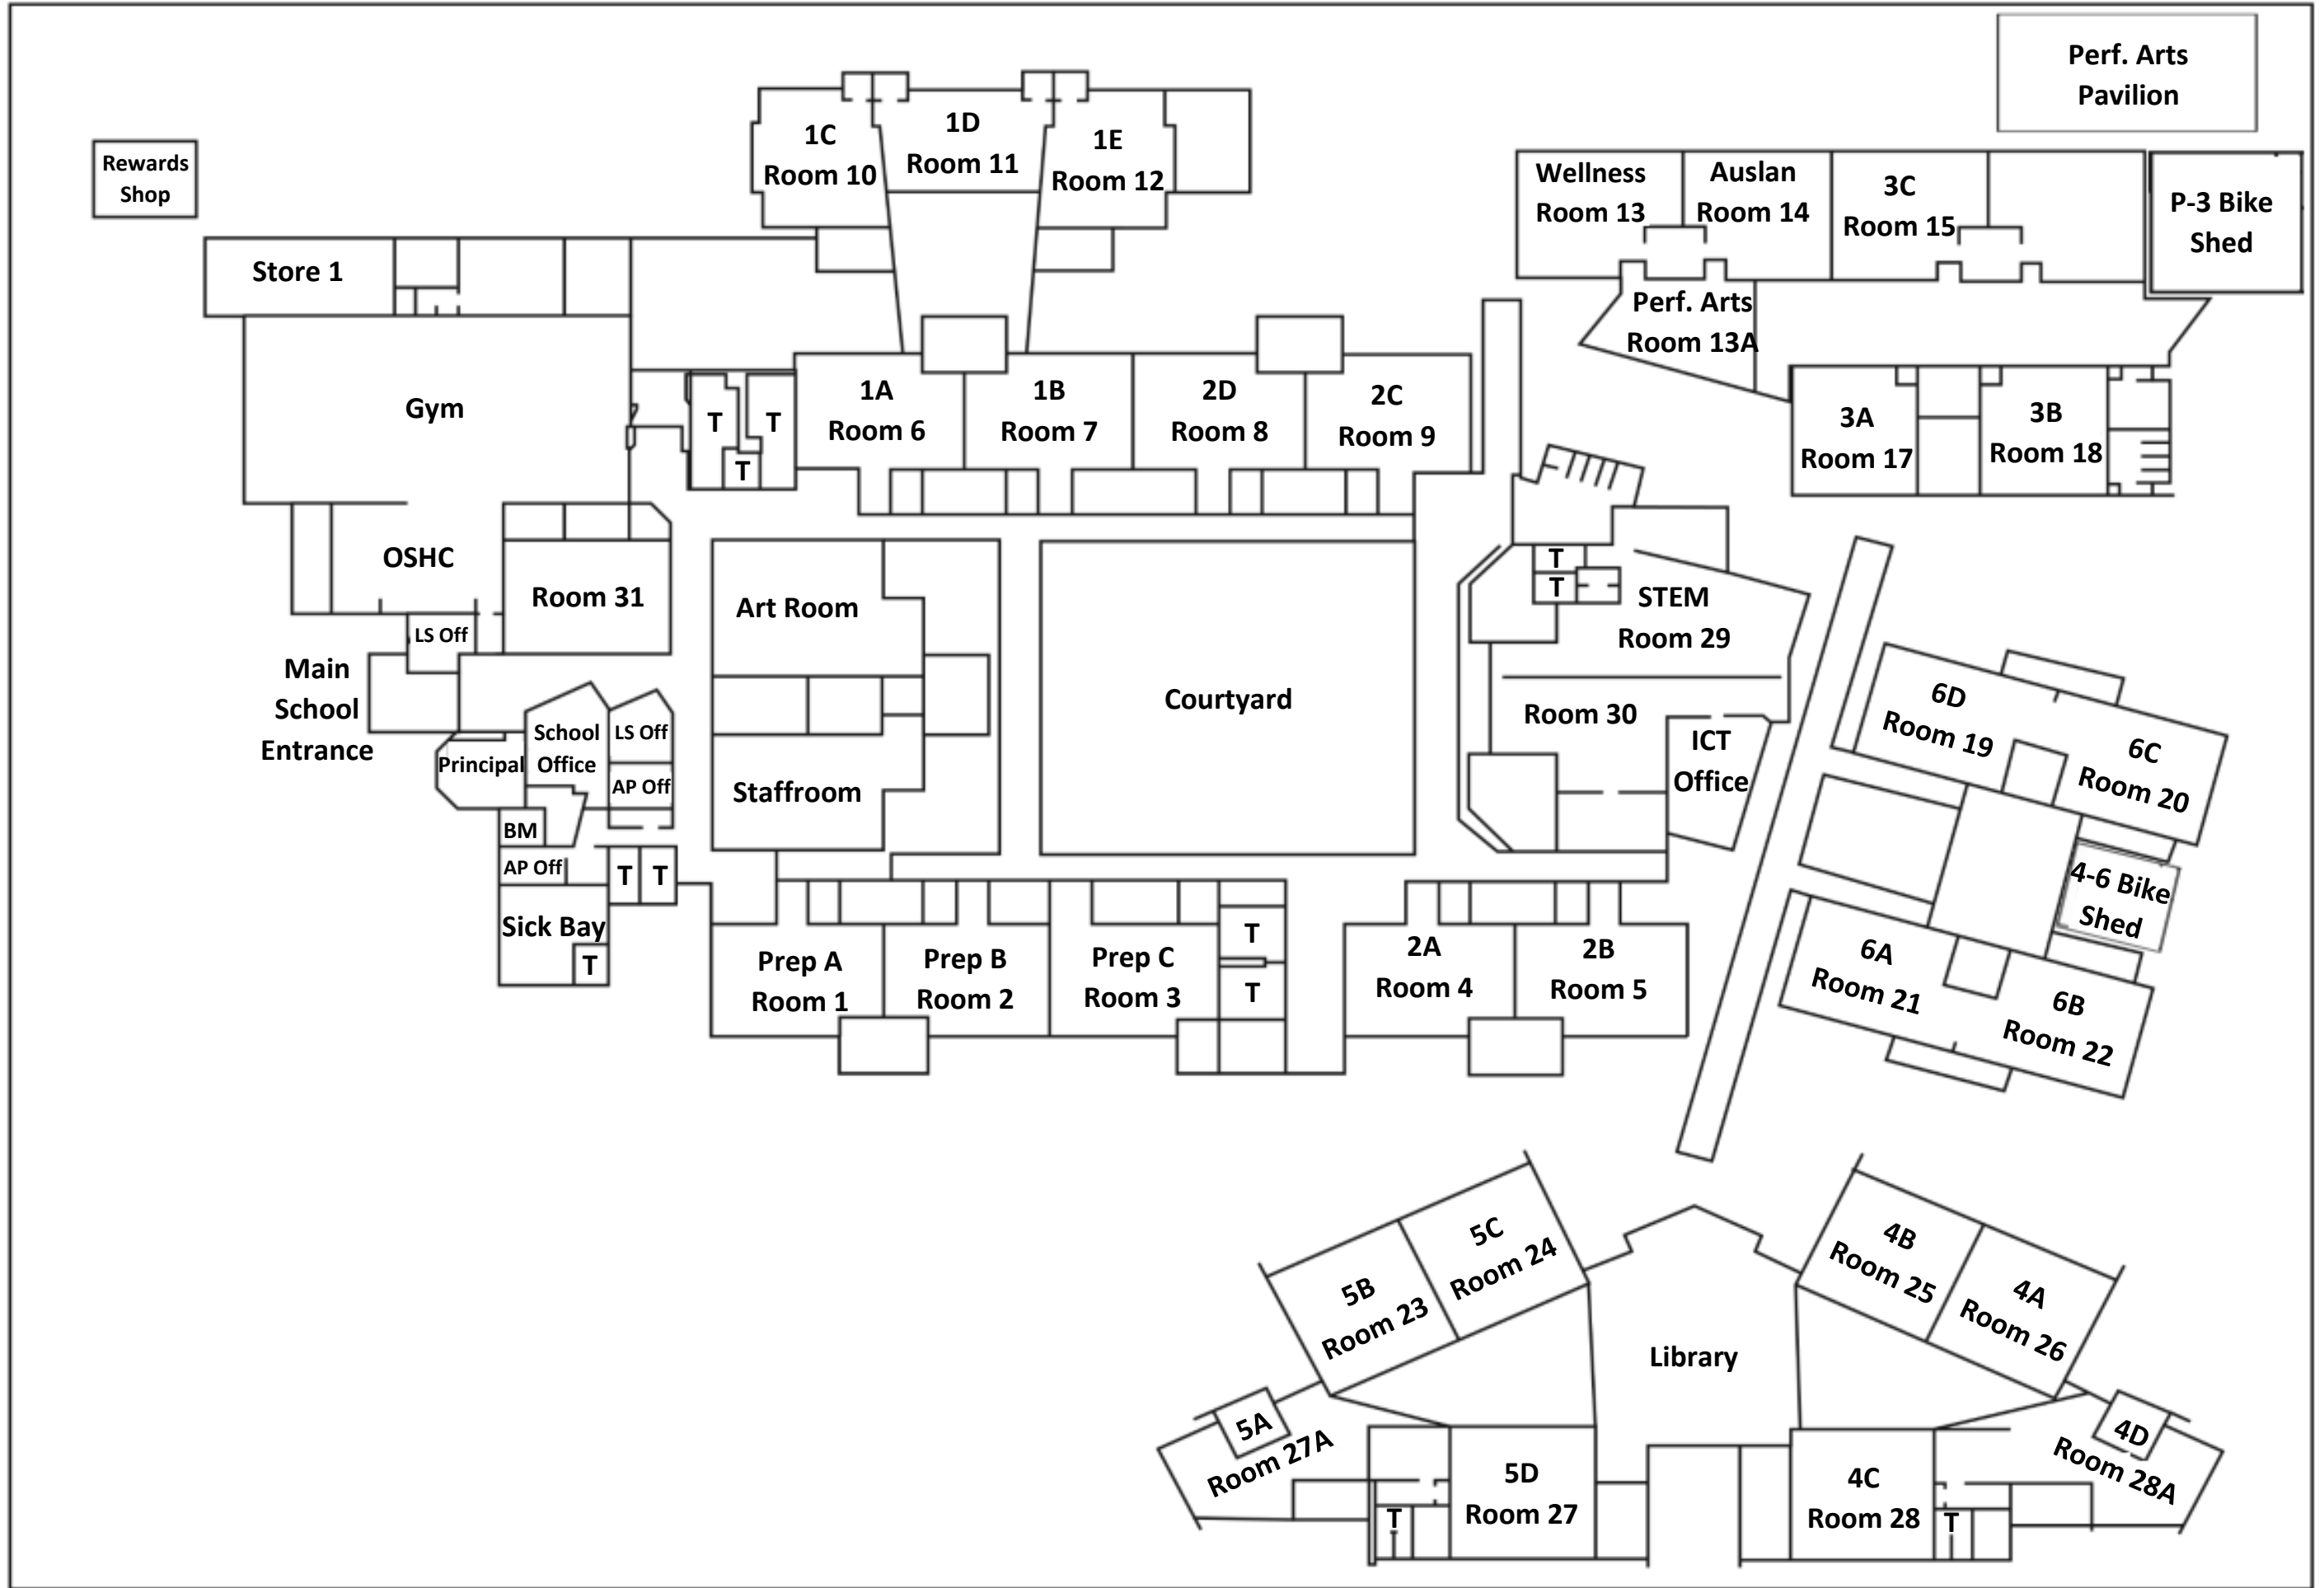 Perf. Arts
Pavilion
Rewards
Shop
1C
Room 10
1D
Room 11
1E
Room 12
Wellness
Room 13
Auslan
Room 14
3C
Room 15
P-3 Bike
Shed
Store 1
Perf. Arts
Room 13A
Gym
T
T
T
1A
Room 6
1B
Room 7
2D
Room 8
2C
Room 9
3A
Room 17
3B
Room 18
OSHC
Room 31
LS Off
Art Room
Courtyard
T
T
STEM
Room 29
Main
School
Entrance
Principal
School
Office
LS Off
AP Off
BM
AP Off
T
T
Sick Bay
T
Staffroom
Room 30
ICT
Office
6D
Room 19
6C
Room 20
4-6 Bike
Shed
6A
Room 21
6B
Room 22
Prep A
Room 1
Prep B
Room 2
Prep C
Room 3
T
T
2A
Room 4
2B
Room 5
5C
Room 24
5B
Room 23
4B
Room 25
4A
Room 26
Library
5A
Room 27A
4D
Room 28A
T
5D
Room 27
4C
Room 28
T